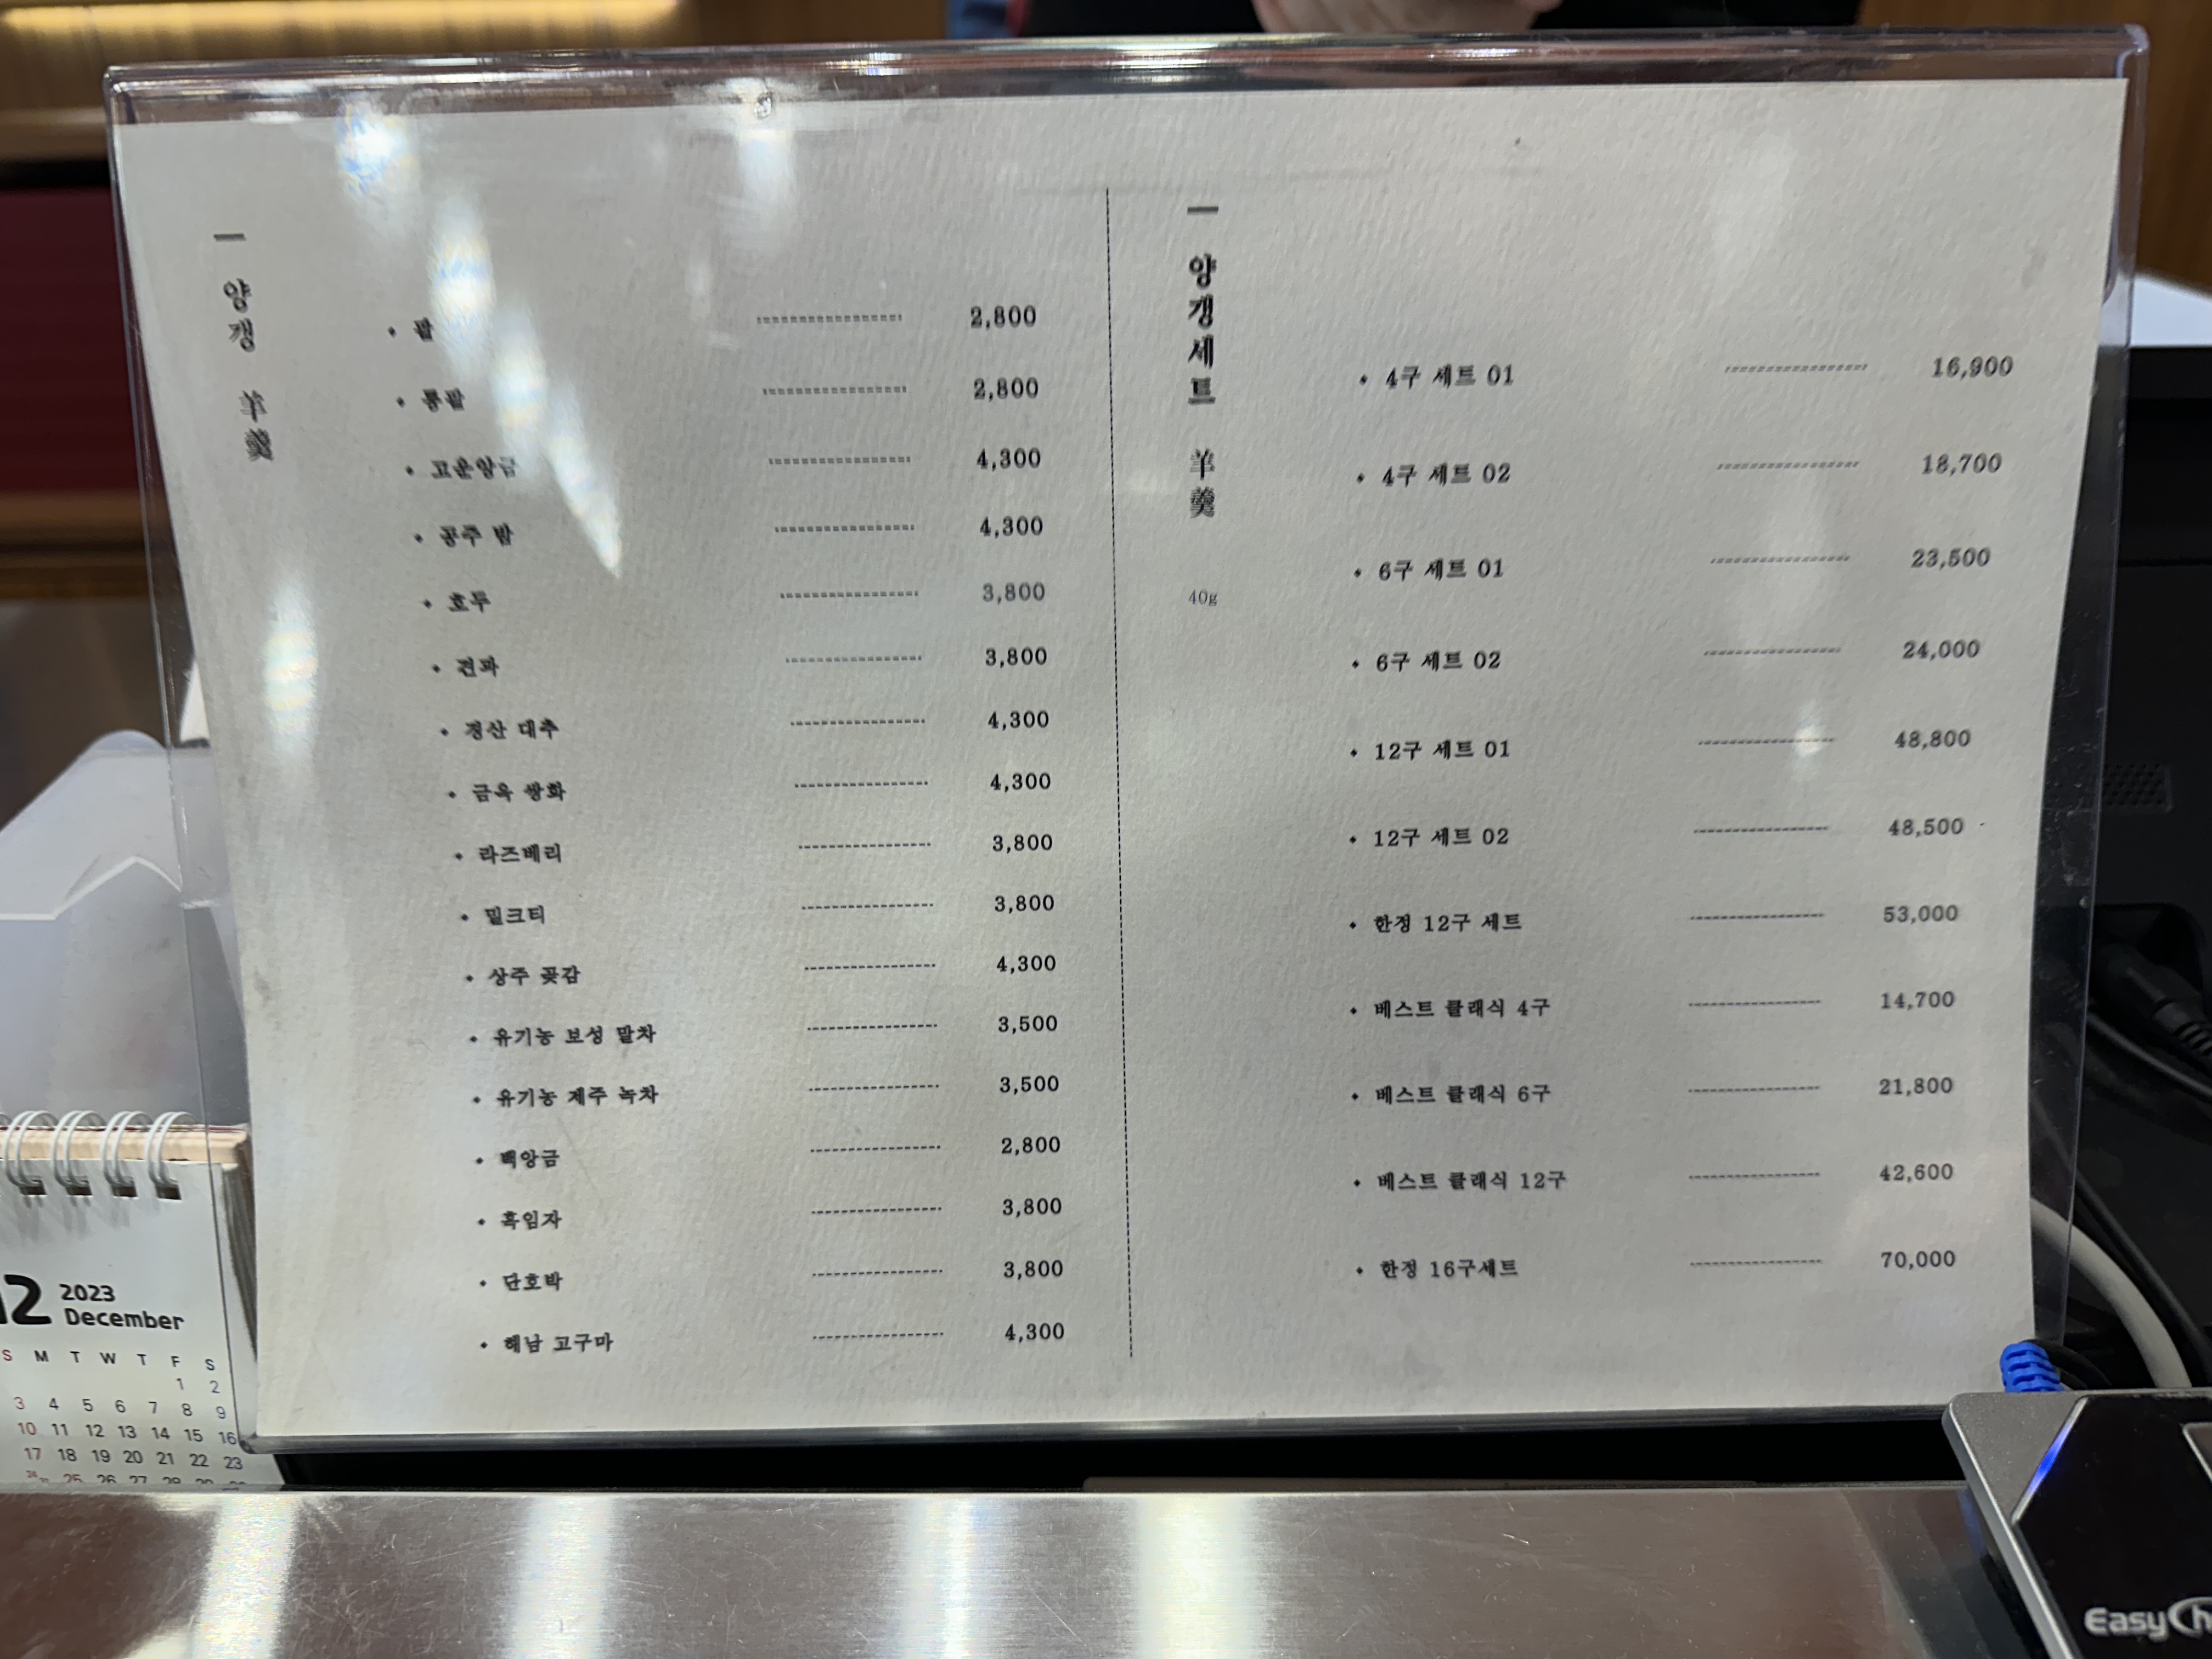 양갱 羊羹
• 팥 2,800
• 통팥 2,800
• 고운앙금 4,300
• 공주 밤 4,300
• 호두 3,800
• 견과 3,800
• 경산 대추 4,300
• 금옥 쌍화 4,300
• 라즈베리 3,800
• 밀크티 3,800
• 상주 곶감 4,300
• 유기농 보성 말차 3,500
• 유기농 제주 녹차 3,500
• 백앙금 2,800
• 흑임자 3,800
• 단호박 3,800
• 해남 고구마 4,300
양갱세트 羊羹
40g
• 4구 세트 01 16,900
• 4구 세트 02 18,700
• 6구 세트 01 23,500
• 6구 세트 02 24,000
• 12구 세트 01 48,800
• 12구 세트 02 48,500
• 한정 12구 세트 53,000
• 베스트 클래식 4구 14,700
• 베스트 클래식 6구 21,800
• 베스트 클래식 12구 42,600
• 한정 16구세트 70,000
12 2023
December
S M T W T F S
1 2
3 4 5 6 7 8 9
10 11 12 13 14 15 16
17 18 19 20 21 22 23
25 26 27 28 29